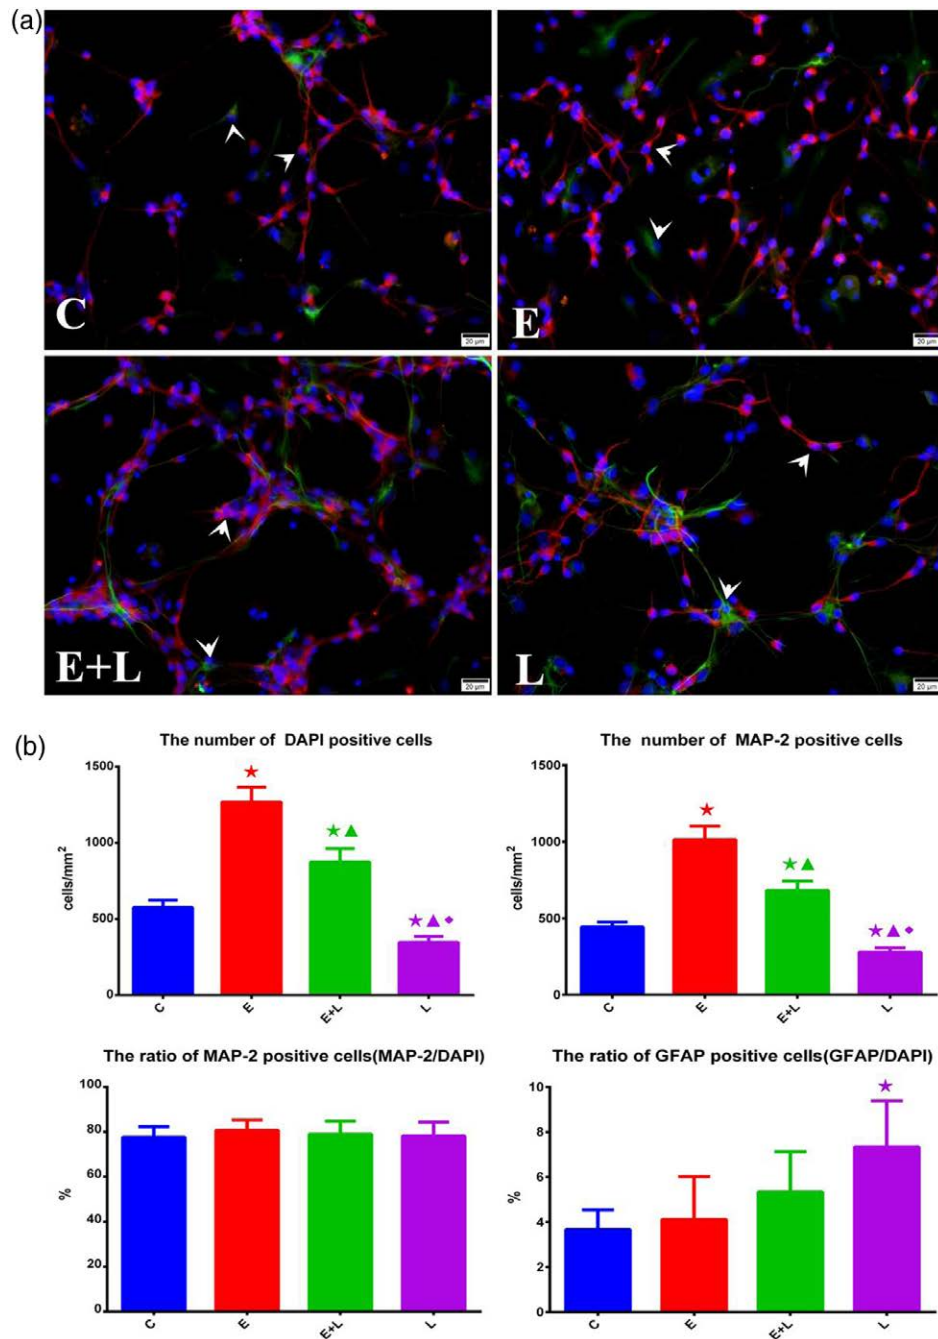 (a)
C
20 µm
E
20 µm
E+L
20 µm
L
20 µm
(b)
The number of DAPI positive cells
1500
1000
500
0
cells/mm²
C
E
E+L
L
The number of MAP-2 positive cells
1500
1000
500
0
cells/mm²
C
E
E+L
L
The ratio of MAP-2 positive cells(MAP-2/DAPI)
100
80
60
40
20
0
%
C
E
E+L
L
The ratio of GFAP positive cells(GFAP/DAPI)
10
8
6
4
2
0
%
C
E
E+L
L